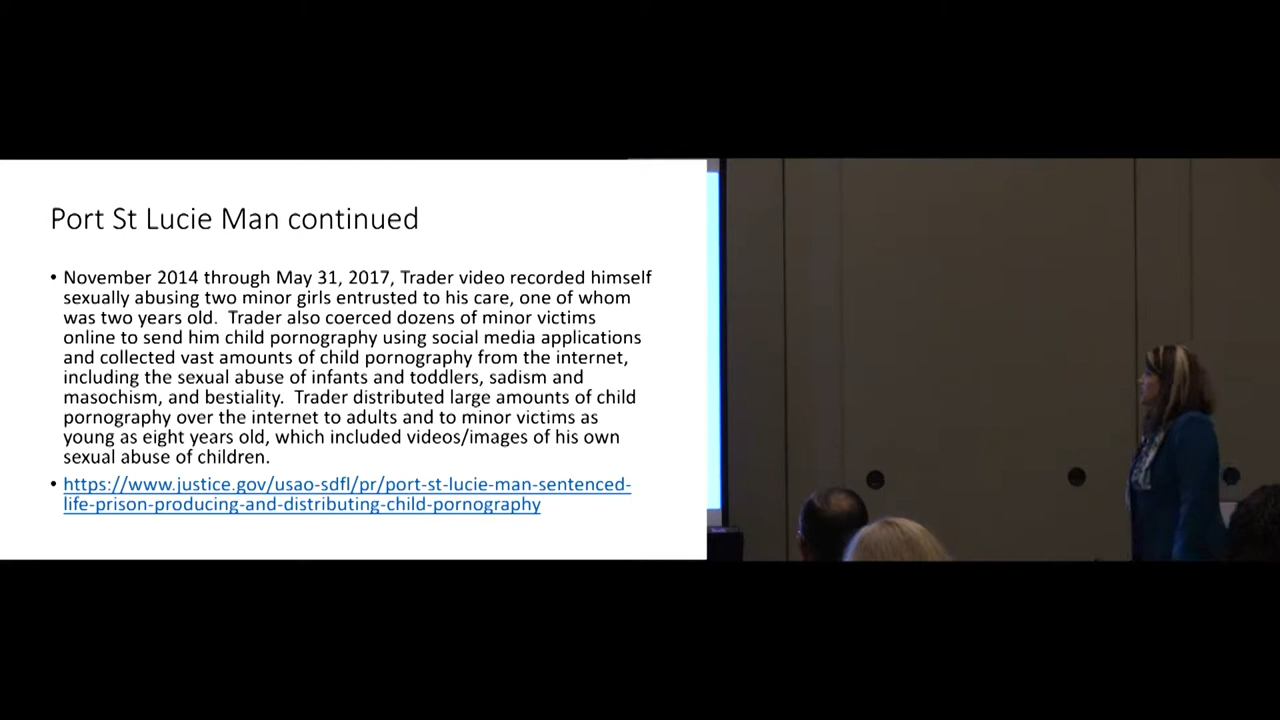 Port St Lucie Man continued
• November 2014 through May 31, 2017, Trader video recorded himself
sexually abusing two minor girls entrusted to his care, one of whom
was two years old.  Trader also coerced dozens of minor victims
online to send him child pornography using social media applications
and collected vast amounts of child pornography from the internet,
including the sexual abuse of infants and toddlers, sadism and
masochism, and bestiality.  Trader distributed large amounts of child
pornography over the internet to adults and to minor victims as
young as eight years old, which included videos/images of his own
sexual abuse of children.
• https://www.justice.gov/usao-sdfl/pr/port-st-lucie-man-sentenced-
life-prison-producing-and-distributing-child-pornography